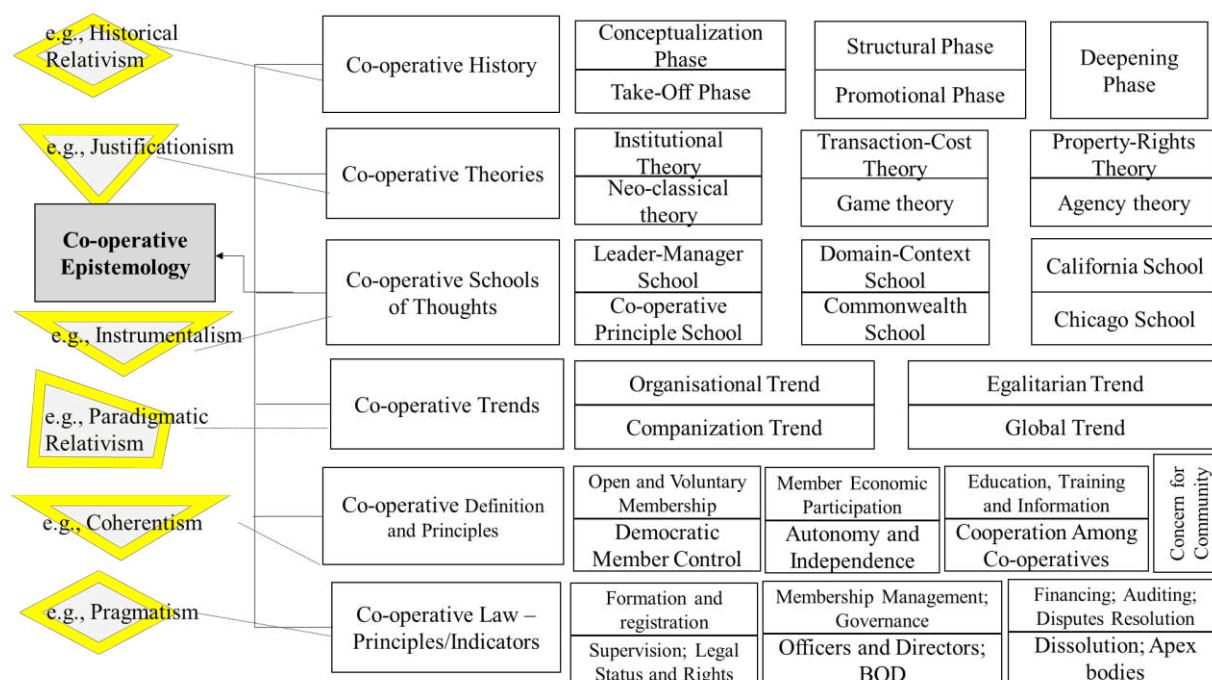 e.g., Historical
Relativism
Co-operative History
Conceptualization
Phase
Take-Off Phase
Structural Phase
Promotional Phase
Deepening
Phase
e.g., Justificationism
Co-operative Theories
Institutional
Theory
Neo-classical
theory
Transaction-Cost
Theory
Game theory
Property-Rights
Theory
Agency theory
Co-operative
Epistemology
Co-operative Schools
of Thoughts
Leader-Manager
School
Co-operative
Principle School
Domain-Context
School
Commonwealth
School
California School
Chicago School
e.g., Instrumentalism
e.g., Paradigmatic
Relativism
Co-operative Trends
Organisational Trend
Companization Trend
Egalitarian Trend
Global Trend
e.g., Coherentism
Co-operative Definition
and Principles
Open and Voluntary
Membership
Democratic
Member Control
Member Economic
Participation
Autonomy and
Independence
Education, Training
and Information
Cooperation Among
Co-operatives
Concern for
Community
e.g., Pragmatism
Co-operative Law –
Principles/Indicators
Formation and
registration
Supervision; Legal
Status and Rights
Membership Management;
Governance
Officers and Directors;
BOD
Financing; Auditing;
Disputes Resolution
Dissolution; Apex
bodies